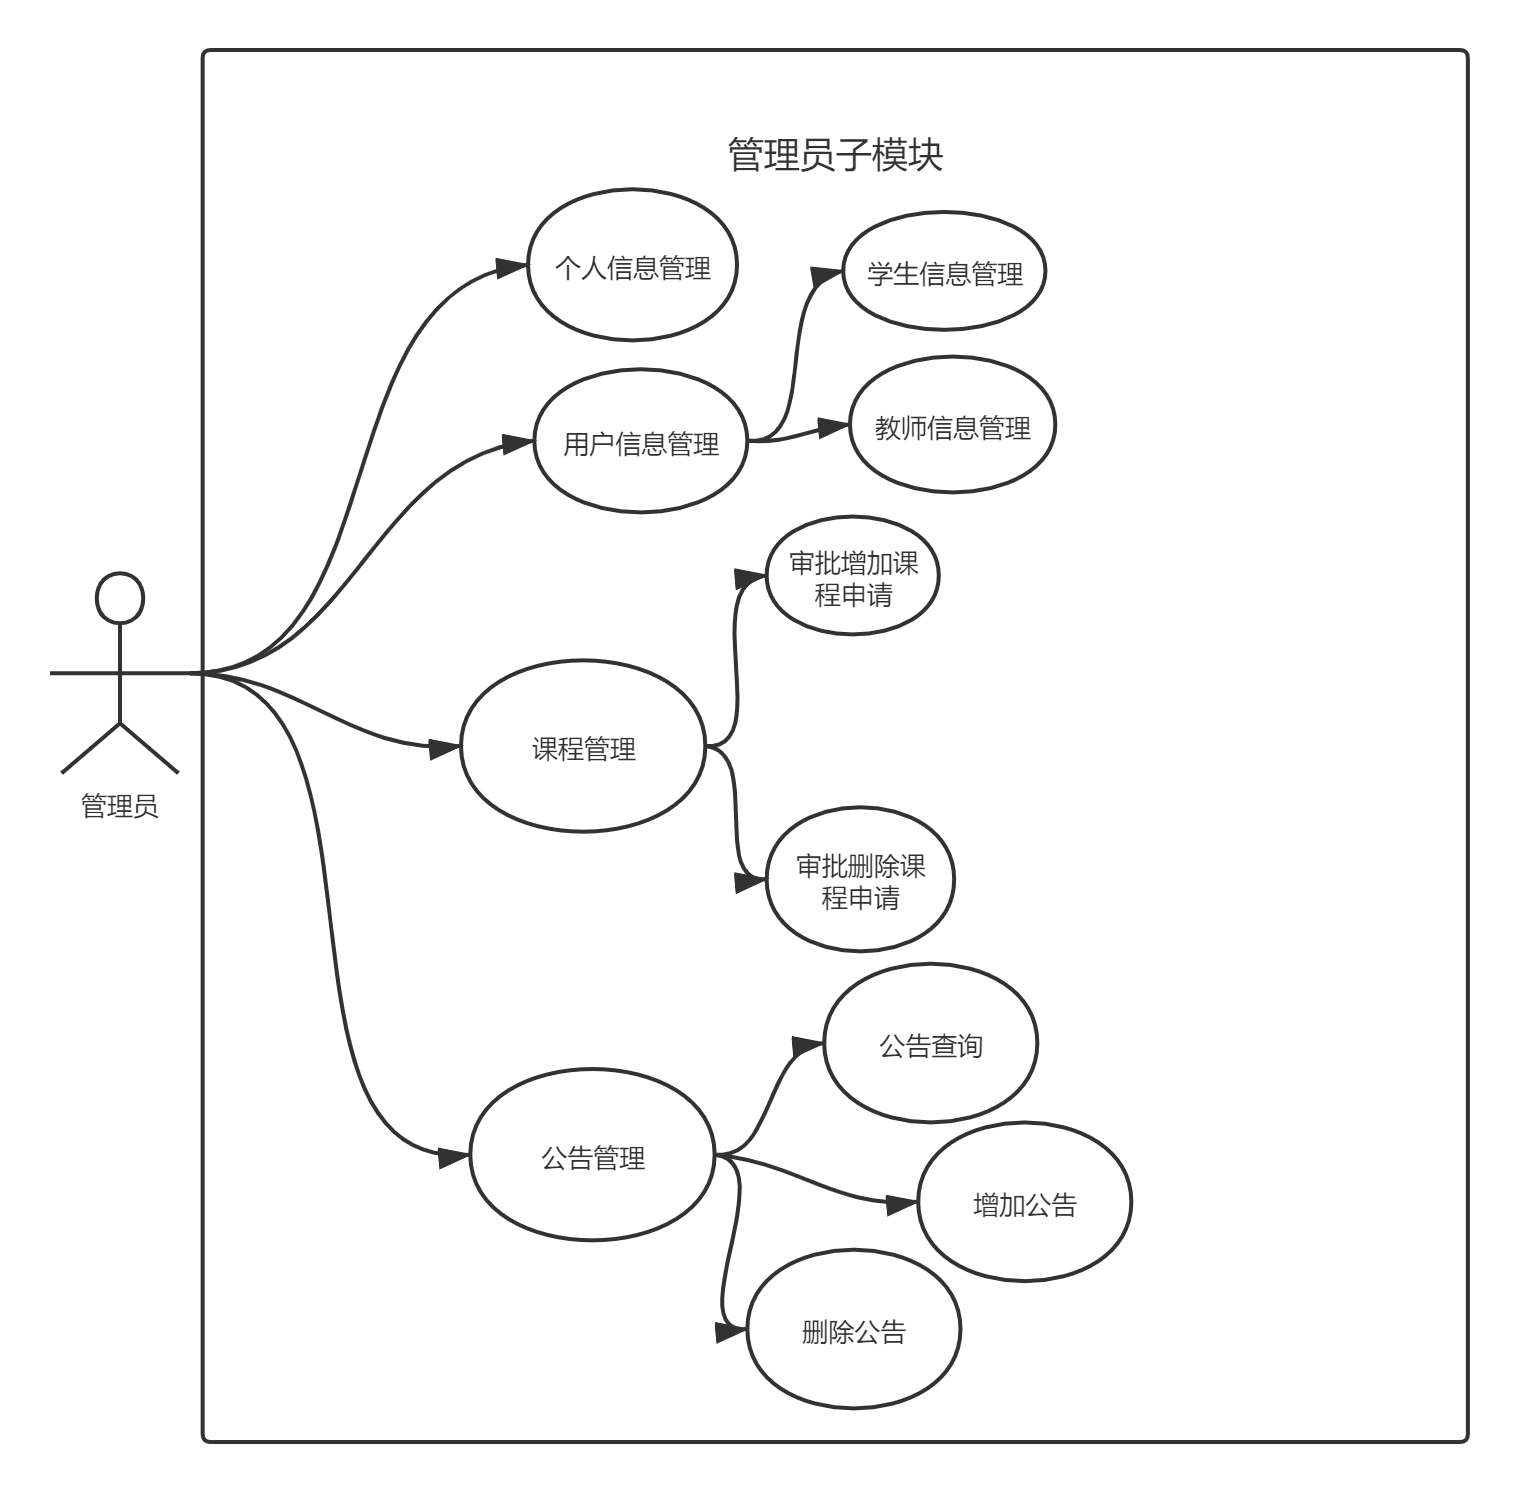 管理员子模块
个人信息管理
学生信息管理
用户信息管理
教师信息管理
审批增加课
程申请
课程管理
管理员
审批删除课
程申请
公告查询
公告管理
增加公告
删除公告